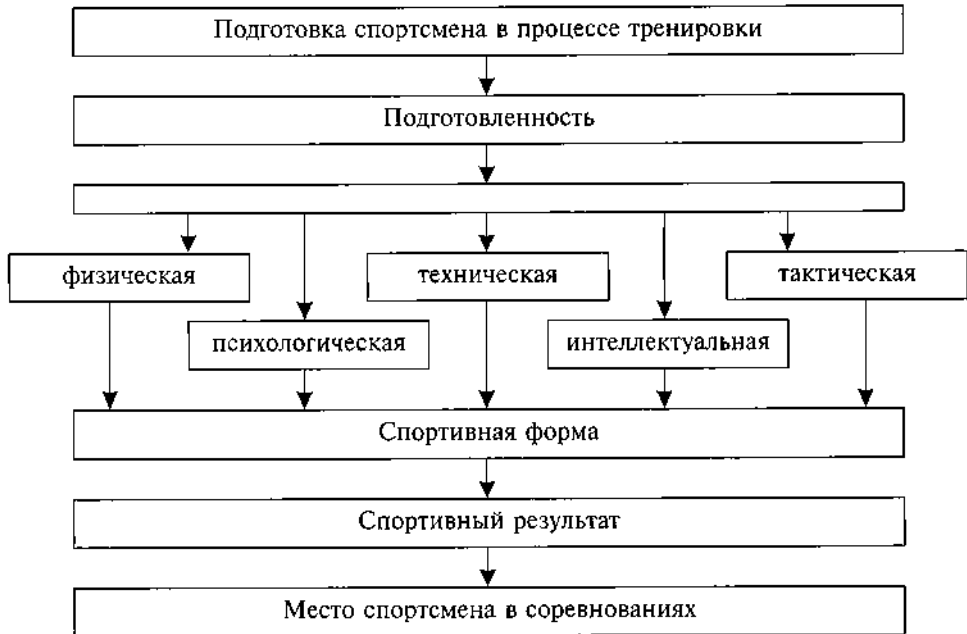 Подготовка спортсмена в процессе тренировки
Подготовленность
физическая
техническая
тактическая
психологическая
интеллектуальная
Спортивная форма
Спортивный результат
Место спортсмена в соревнованиях